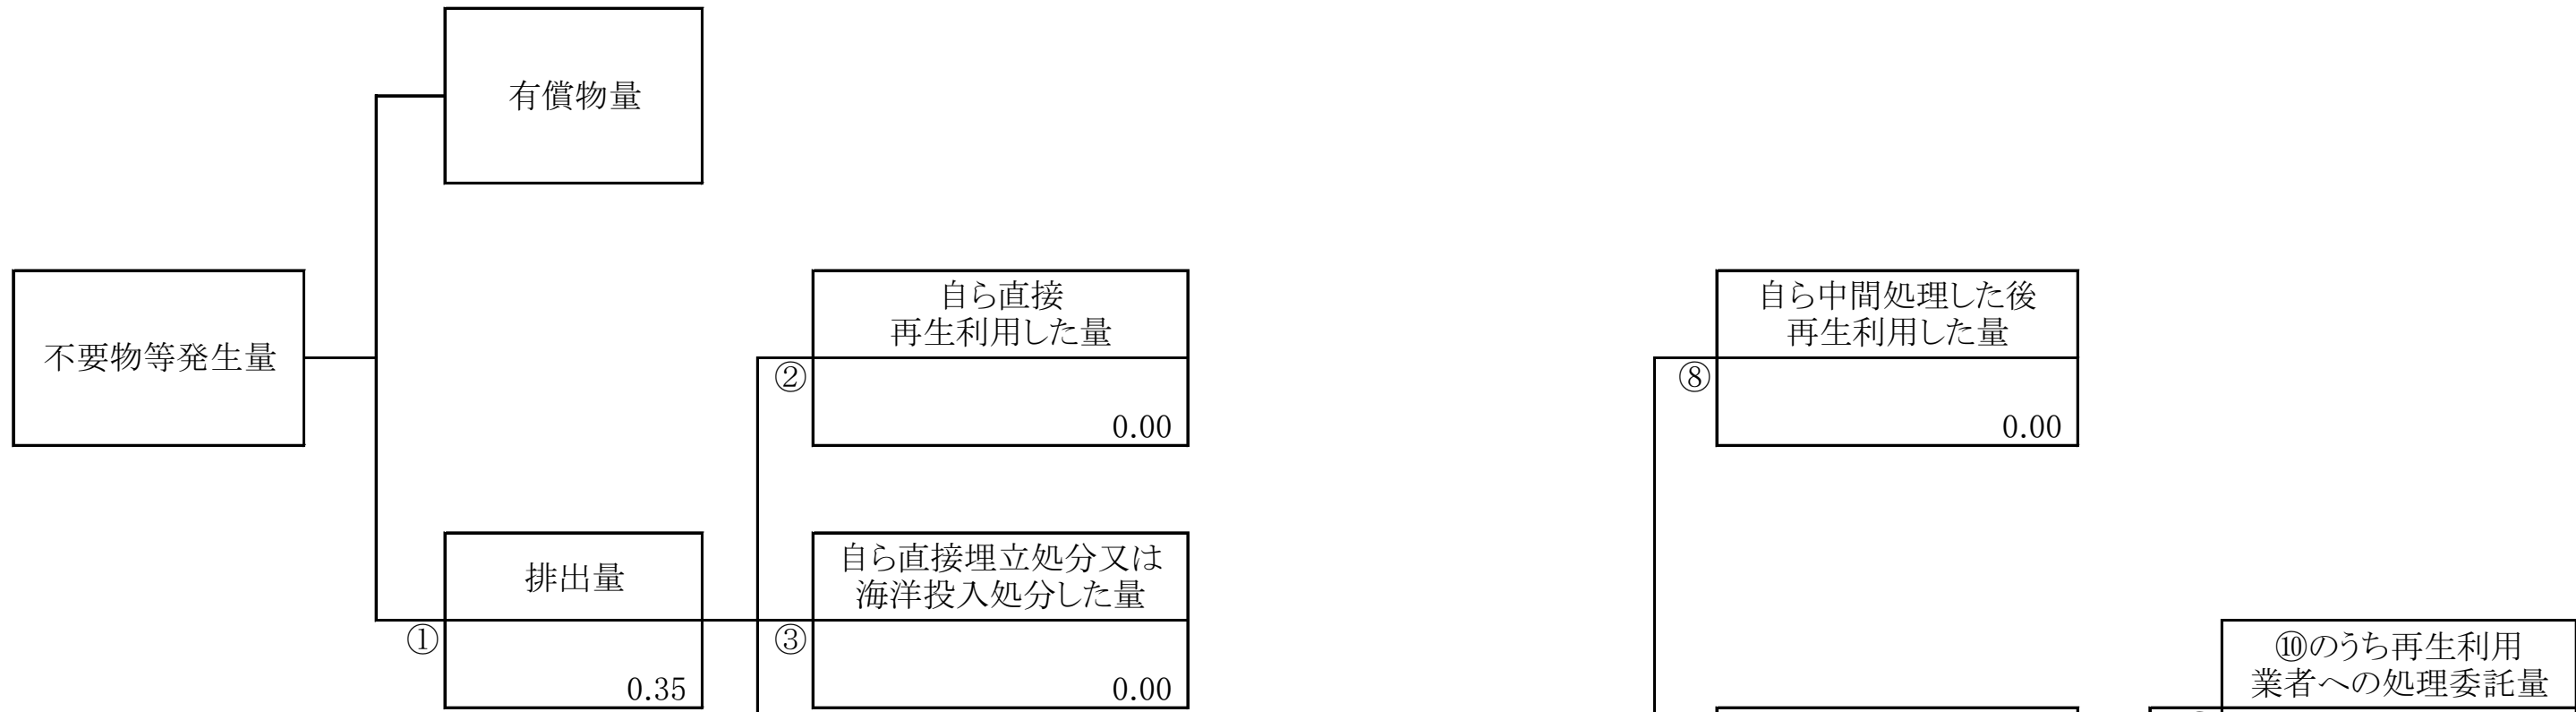 有償物量
不要物等発生量
自ら直接
再生利用した量
②
0.00
自ら中間処理した後
再生利用した量
⑧
0.00
排出量
①
0.35
自ら直接埋立処分又は
海洋投入処分した量
③
0.00
⑩のうち再生利用
業者への処理委託量